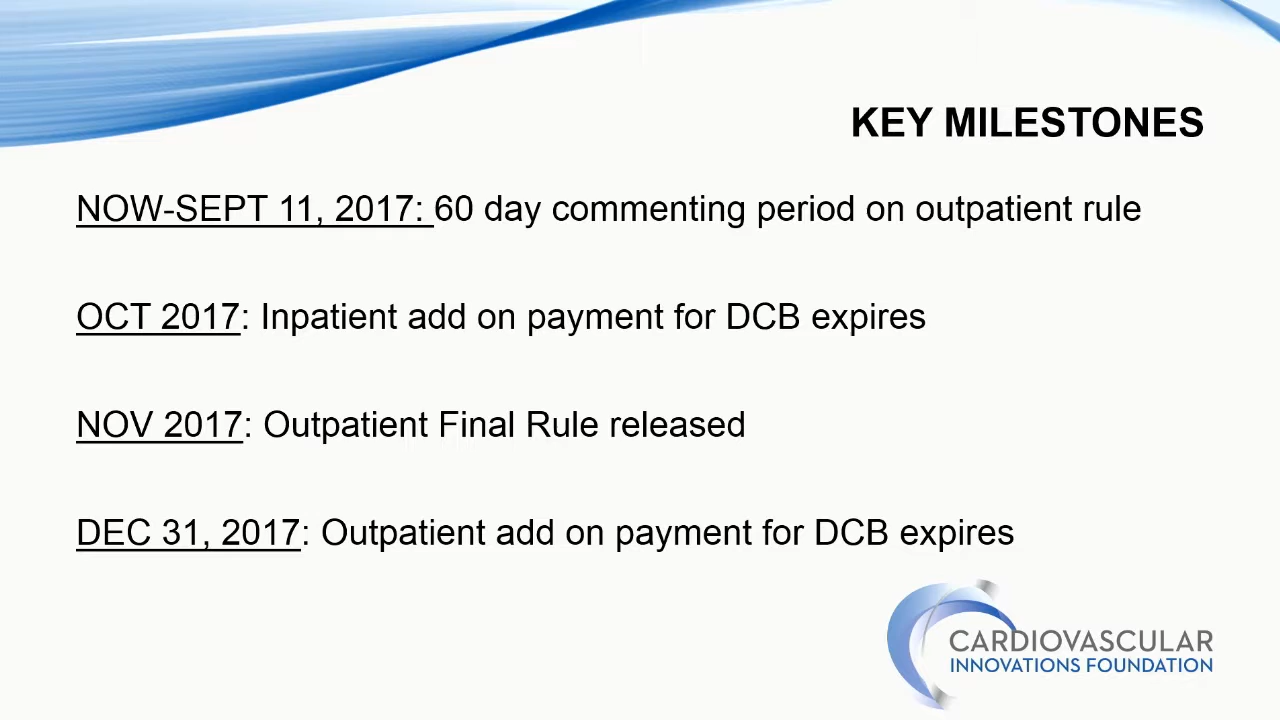 KEY MILESTONES
NOW-SEPT 11, 2017: 60 day commenting period on outpatient rule
OCT 2017: Inpatient add on payment for DCB expires
NOV 2017: Outpatient Final Rule released
DEC 31, 2017: Outpatient add on payment for DCB expires
CARDIOVASCULAR
INNOVATIONS FOUNDATION